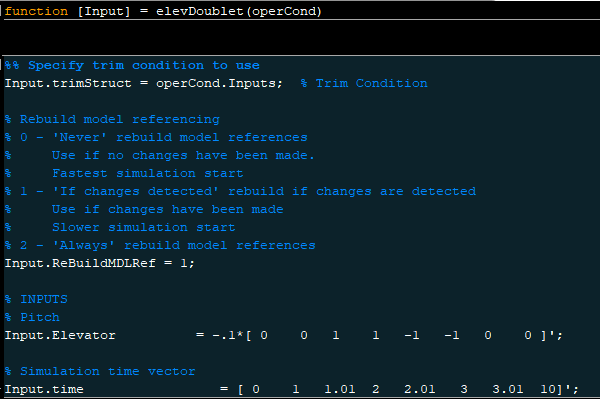 function [Input] = elevDoublet(operCond)
%% Specify trim condition to use
Input.trimStruct = operCond.Inputs;  % Trim Condition
% Rebuild model referencing
% 0 - 'Never' rebuild model references
%     Use if no changes have been made.
%     Fastest simulation start
% 1 - 'If changes detected' rebuild if changes are detected
%     Use if changes have been made
%     Slower simulation start
% 2 - 'Always' rebuild model references
Input.ReBuildMDLRef = 1;
% INPUTS
% Pitch
Input.Elevator          = -.1*[ 0    0   1    1   -1   -1   0    0 ]';
% Simulation time vector
Input.time                 = [ 0    1   1.01  2   2.01   3   3.01  10]';